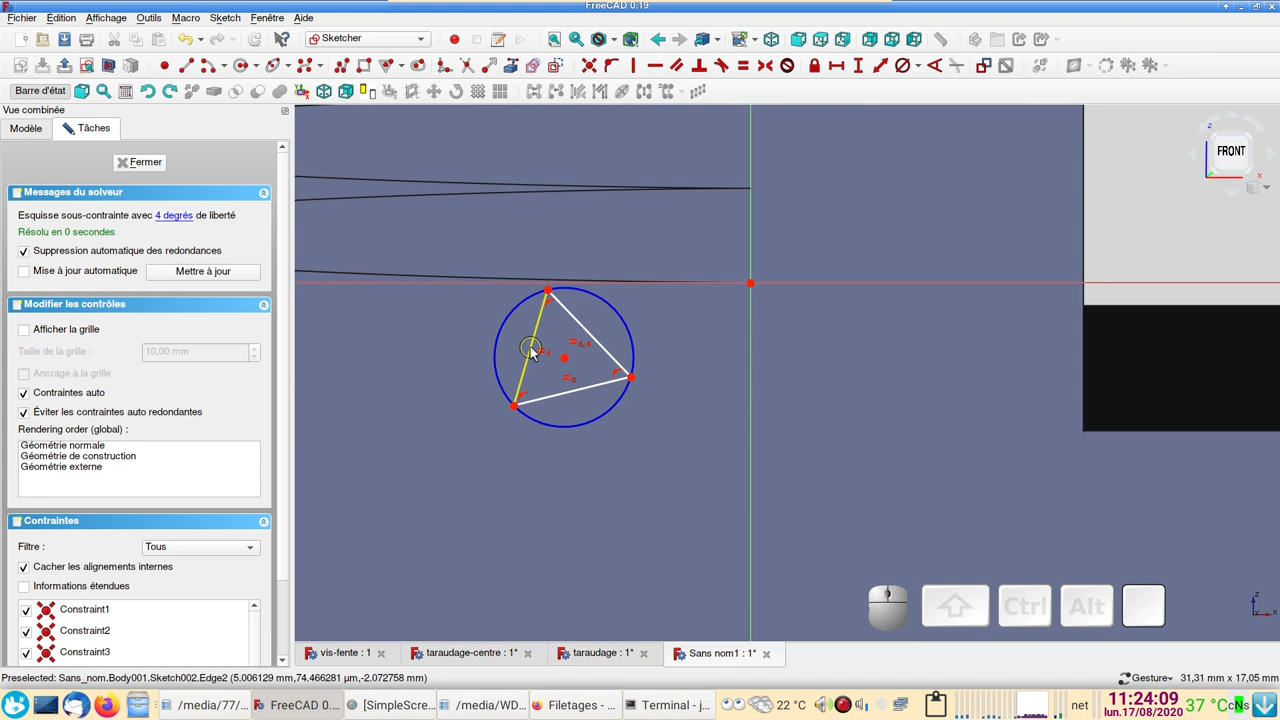 FreeCAD 0.19
Fichier Édition Affichage Outils Macro Sketch Fenêtre Aide
Sketcher
Barre d'état
Vue combinée
Modèle Tâches
Fermer
Messages du solveur
Esquisse sous-contrainte avec 4 degrés de liberté
Résolu en 0 secondes
Suppression automatique des redondances
Mise à jour automatique Mettre à jour
Modifier les contrôles
Afficher la grille
Taille de la grille : 10,00 mm
Ancrage à la grille
Contraintes auto
Éviter les contraintes auto redondantes
Rendering order (global) :
Géométrie normale
Géométrie de construction
Géométrie externe
Contraintes
Filtre : Tous
Cacher les alignements internes
Informations étendues
Constraint1
Constraint2
Constraint3
FRONT
z
x
Ctrl Alt
vis-fente : 1 taraudage-centre : 1* taraudage : 1* Sans nom1 : 1*
Preselected: Sans_nom.Body001.Sketch002.Edge2 (5.006129 mm,74.466281 µm,-2.072758 mm) Gesture 31,31 mm x 17,05 mm
/media/77/... FreeCAD 0.... [SimpleScre... /media/WD... Filetages - ... Terminal - j... 22 °C net 11:24:09 lun.17/08/2020 37 °C